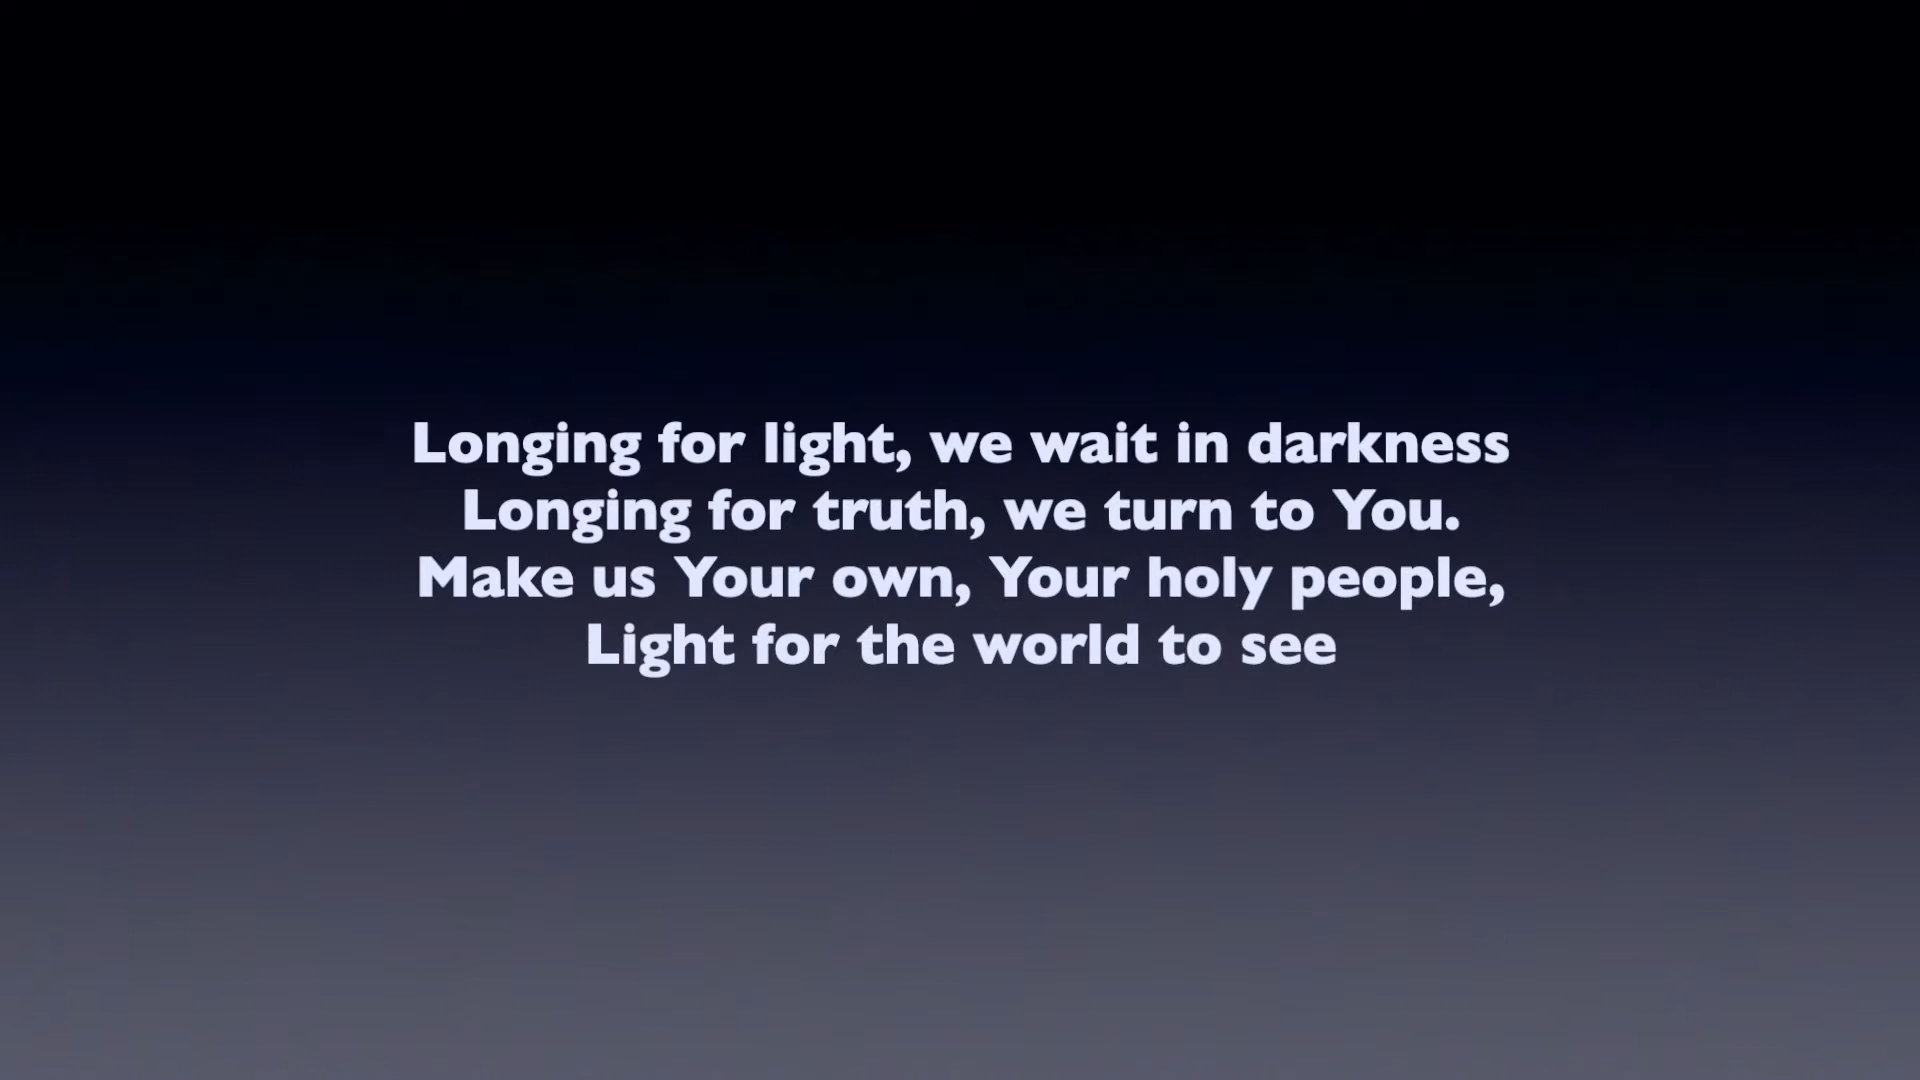 Longing for light, we wait in darkness
Longing for truth, we turn to You.
Make us Your own, Your holy people,
Light for the world to see